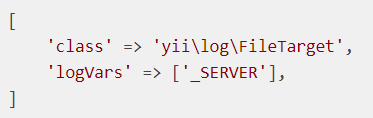 [
    'class' => 'yii\log\FileTarget',
    'logVars' => ['_SERVER'],
]